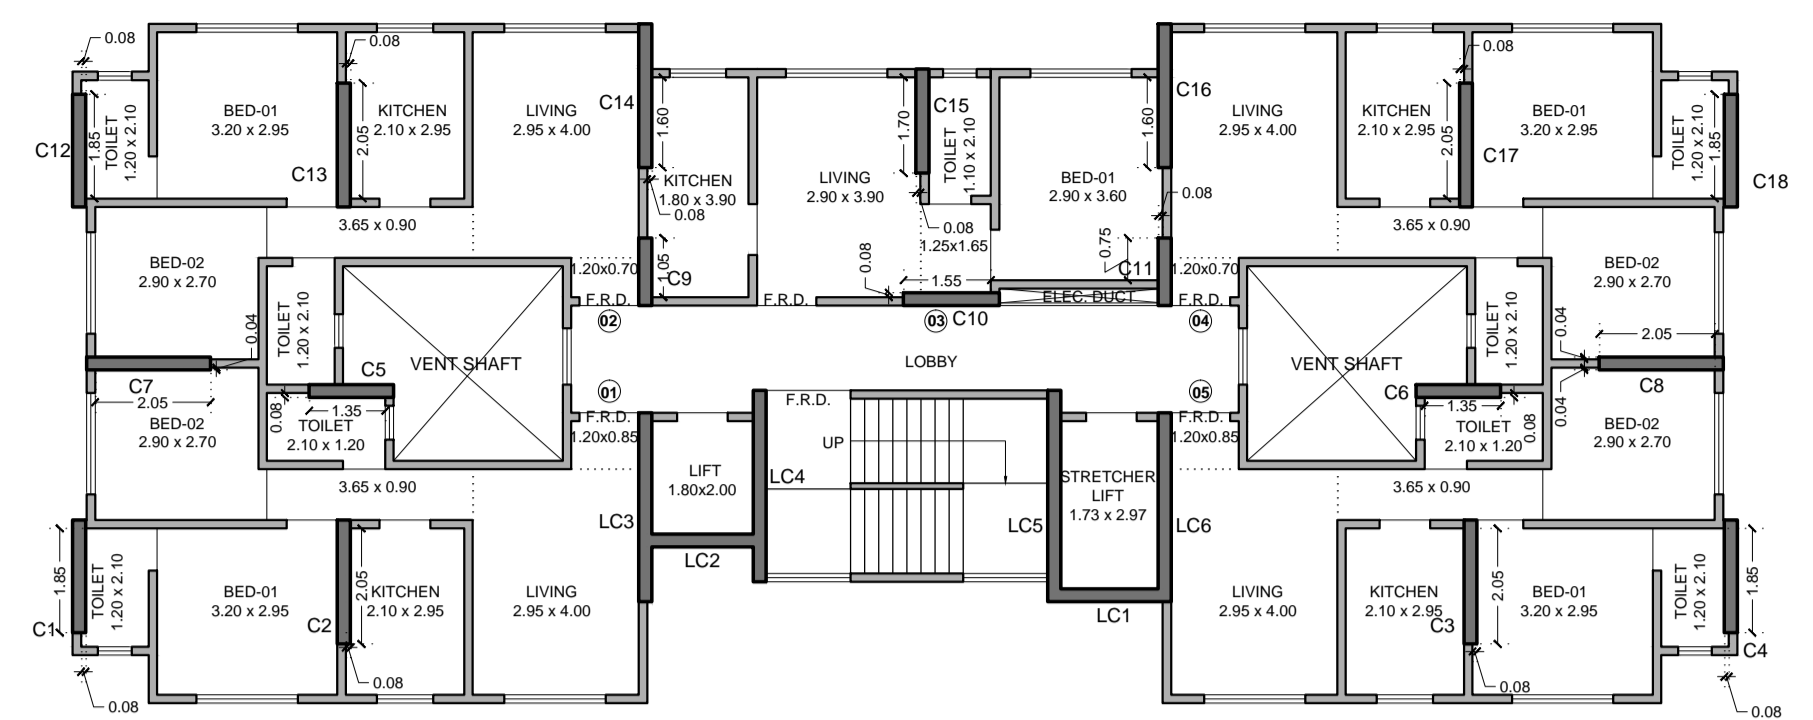 0.08
0.08
0.08
C12
1.85
TOILET
1.20 x 2.10
BED-01
3.20 x 2.95
C13
2.05
KITCHEN
2.10 x 2.95
LIVING
2.95 x 4.00
C14
1.60
KITCHEN
1.80 x 3.90
0.08
LIVING
2.90 x 3.90
1.70
C15
TOILET
1.10 x 2.10
BED-01
2.90 x 3.60
1.60
C16
0.08
LIVING
2.95 x 4.00
KITCHEN
2.10 x 2.95
2.05
C17
BED-01
3.20 x 2.95
TOILET
1.20 x 2.10
1.85
C18
3.65 x 0.90
0.08
1.25x1.65
3.65 x 0.90
BED-02
2.90 x 2.70
0.04
TOILET
1.20 x 2.10
1.20x0.70
1.05
C9
0.08
1.55
0.75
C11
1.20x0.70
TOILET
1.20 x 2.10
0.04
BED-02
2.90 x 2.70
2.05
F.R.D.
F.R.D.
ELEC. DUCT
F.R.D.
02
03
C10
04
VENT SHAFT
LOBBY
VENT SHAFT
C7
2.05
C5
1.35
0.08
01
05
C6
1.35
0.08
0.04
C8
BED-02
2.90 x 2.70
TOILET
2.10 x 1.20
F.R.D.
1.20x0.85
F.R.D.
F.R.D.
1.20x0.85
TOILET
2.10 x 1.20
BED-02
2.90 x 2.70
UP
LIFT
1.80x2.00
LC4
STRETCHER
LIFT
1.73 x 2.97
3.65 x 0.90
3.65 x 0.90
LC3
LC5
LC6
LC2
LC1
1.85
C1
TOILET
1.20 x 2.10
BED-01
3.20 x 2.95
C2
2.05
KITCHEN
2.10 x 2.95
LIVING
2.95 x 4.00
LIVING
2.95 x 4.00
KITCHEN
2.10 x 2.95
C3
2.05
BED-01
3.20 x 2.95
TOILET
1.20 x 2.10
1.85
C4
0.08
0.08
0.08
0.08